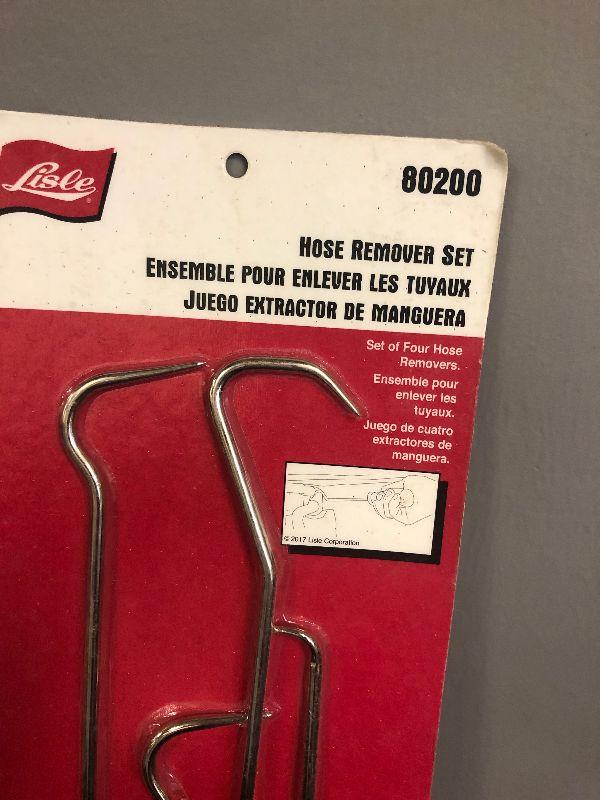 Lisle
80200
HOSE REMOVER SET
ENSEMBLE POUR ENLEVER LES TUYAUX
JUEGO EXTRACTOR DE MANGUERA
Set of Four Hose
Removers.
Ensemble pour
enlever les
tuyaux.
Juego de cuatro
extractores de
manguera.
© 2017 Lisle Corporation